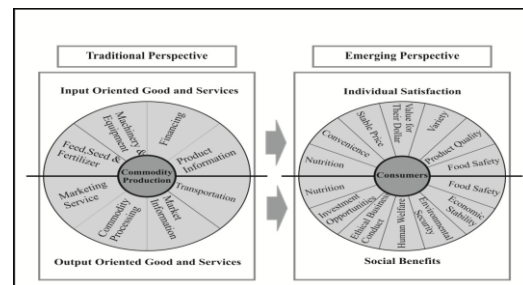 Traditional Perspective
Input Oriented Good and Services
Feed,Seed &
Fertilizer
Machinery &
Equipment
Financing
Product
Information
Commodity
Production
Marketing
Service
Commodity
Processing
Market
Information
Transportation
Output Oriented Good and Services
Emerging Perspective
Individual Satisfaction
Nutrition
Convenience
Stable Price
Value for
Their Dollar
Variety
Product Quality
Food Safety
Consumers
Nutrition
Investment
Opportunities
Ethical Business
Conduct
Human Welfare
Environmental
Security
Economic
Stability
Food Safety
Social Benefits